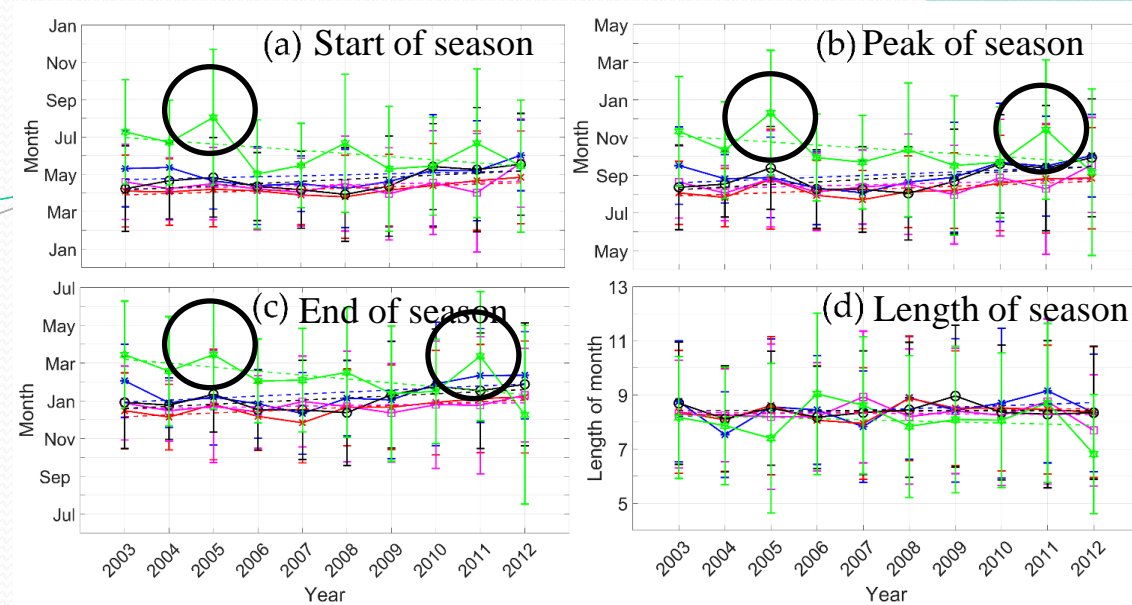 (a) Start of season
Month
Jan
Nov
Sep
Jul
May
Mar
Jan
(b) Peak of season
Month
May
Mar
Jan
Nov
Sep
Jul
May
(c) End of season
Month
Jul
May
Mar
Jan
Nov
Sep
Jul
2003 2004 2005 2006 2007 2008 2009 2010 2011 2012
Year
(d) Length of season
Length of month
13
11
9
7
5
2003 2004 2005 2006 2007 2008 2009 2010 2011 2012
Year